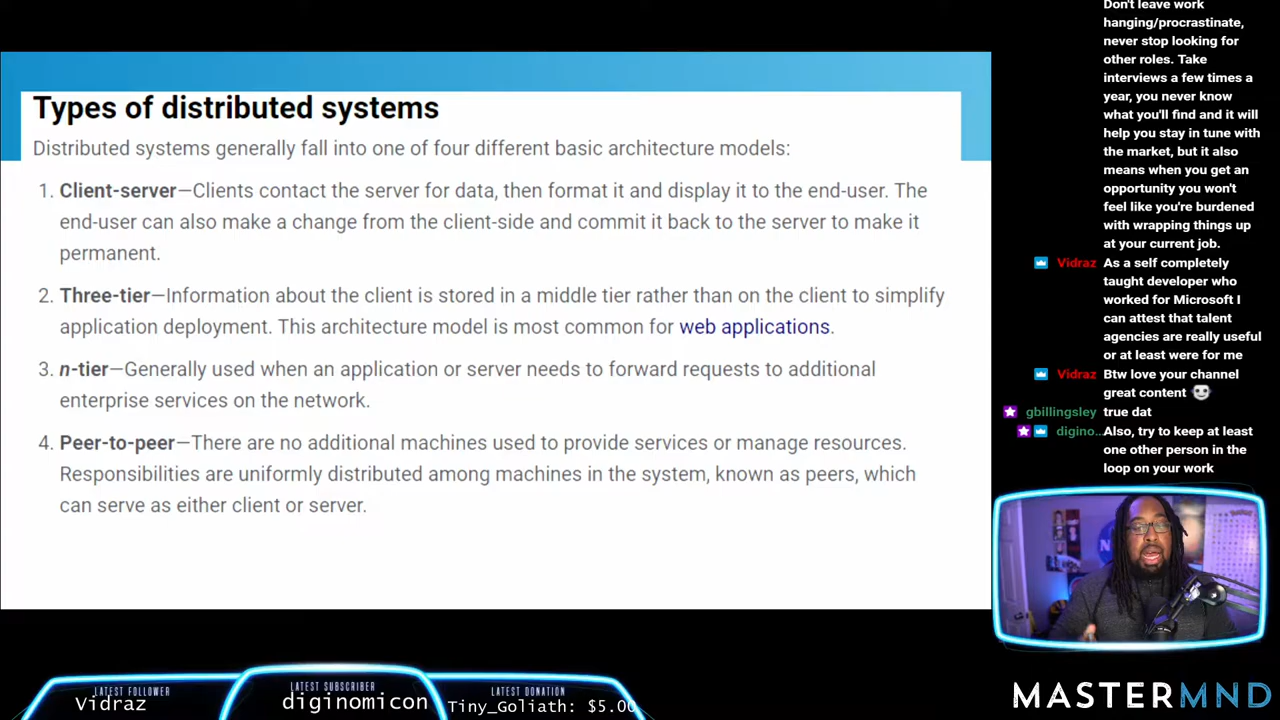 Types of distributed systems
Distributed systems generally fall into one of four different basic architecture models:
1. Client-server—Clients contact the server for data, then format it and display it to the end-user. The
end-user can also make a change from the client-side and commit it back to the server to make it
permanent.
2. Three-tier—Information about the client is stored in a middle tier rather than on the client to simplify
application deployment. This architecture model is most common for web applications.
3. n-tier—Generally used when an application or server needs to forward requests to additional
enterprise services on the network.
4. Peer-to-peer—There are no additional machines used to provide services or manage resources.
Responsibilities are uniformly distributed among machines in the system, known as peers, which
can serve as either client or server.
Don't leave work
hanging/procrastinate,
never stop looking for
other roles. Take
interviews a few times a
year, you never know
what you'll find and it will
help you stay in tune with
the market, but it also
means when you get an
opportunity you won't
feel like you're burdened
with wrapping things up
at your current job.
Vidraz As a self completely
taught developer who
worked for Microsoft I
can attest that talent
agencies are really useful
or at least were for me
Vidraz Btw love your channel
great content
gbillingsley true dat
digino... Also, try to keep at least
one other person in the
loop on your work
LATEST FOLLOWER
Vidraz
LATEST SUBSCRIBER
diginomicon
LATEST DONATION
Tiny_Goliath: $5.00
MASTERMND